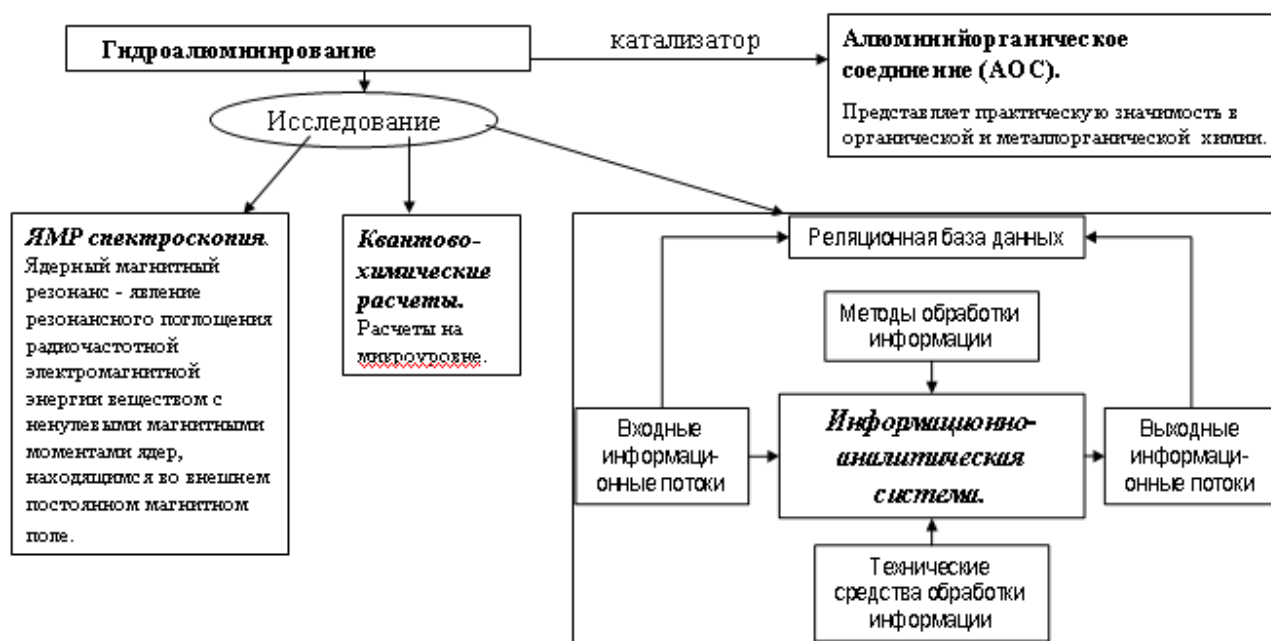 Гидроалюминирование
катализатор
Алюминийорганическое
соединение (АОС).
Представляет практическую значимость в
органической и металлорганической химии.
Исследование
ЯМР спектроскопия.
Ядерный магнитный
резонанс - явление
резонансного поглощения
радиочастотной
электромагнитной
энергии веществом с
ненулевыми магнитными
моментами ядер,
находящимся во внешнем
постоянном магнитном
поле.
Квантово-
химические
расчеты.
Расчеты на
микроуровне.
Реляционная база данных
Методы обработки
информации
Входные
информаци-
онные потоки
Информационно-
аналитическая
система.
Выходные
информаци-
онные потоки
Технические
средства обработки
информации